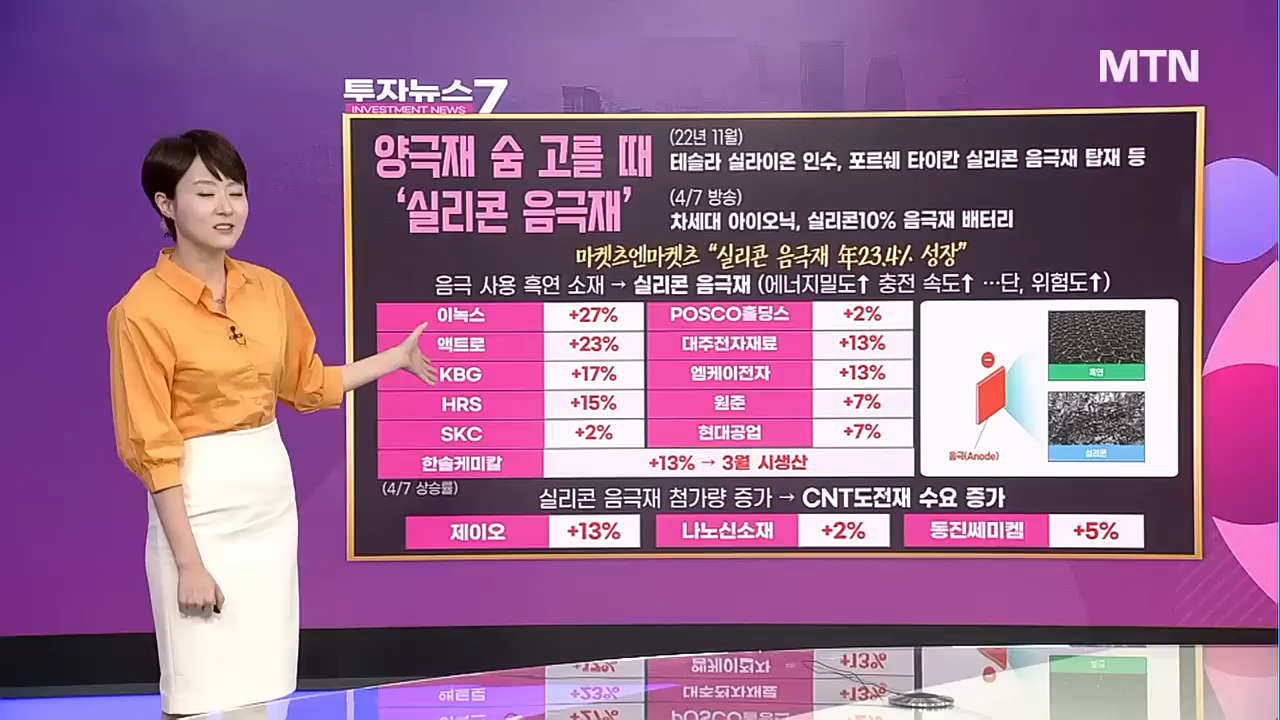 MTN
투자뉴스7
INVESTMENT NEWS
양극재 숨 고를 때
‘실리콘 음극재’
(22년 11월)
테슬라 실라이온 인수, 포르쉐 타이칸 실리콘 음극재 탑재 등
(4/7 방송)
차세대 아이오닉, 실리콘10% 음극재 배터리
마켓츠엔마켓츠 “실리콘 음극재 年23.4% 성장”
음극 사용 흑연 소재 → 실리콘 음극재 (에너지밀도↑ 충전 속도↑ …단, 위험도↑)
이녹스 +27% POSCO홀딩스 +2%
액트로 +23% 대주전자재료 +13%
KBG +17% 엠케이전자 +13%
HRS +15% 원준 +7%
SKC +2% 현대공업 +7%
한솔케미칼 +13% → 3월 시생산
흑연
실리콘
음극(Anode)
(4/7 상승률)
실리콘 음극재 첨가량 증가 → CNT도전재 수요 증가
제이오 +13% 나노신소재 +2% 동진쎄미켐 +5%